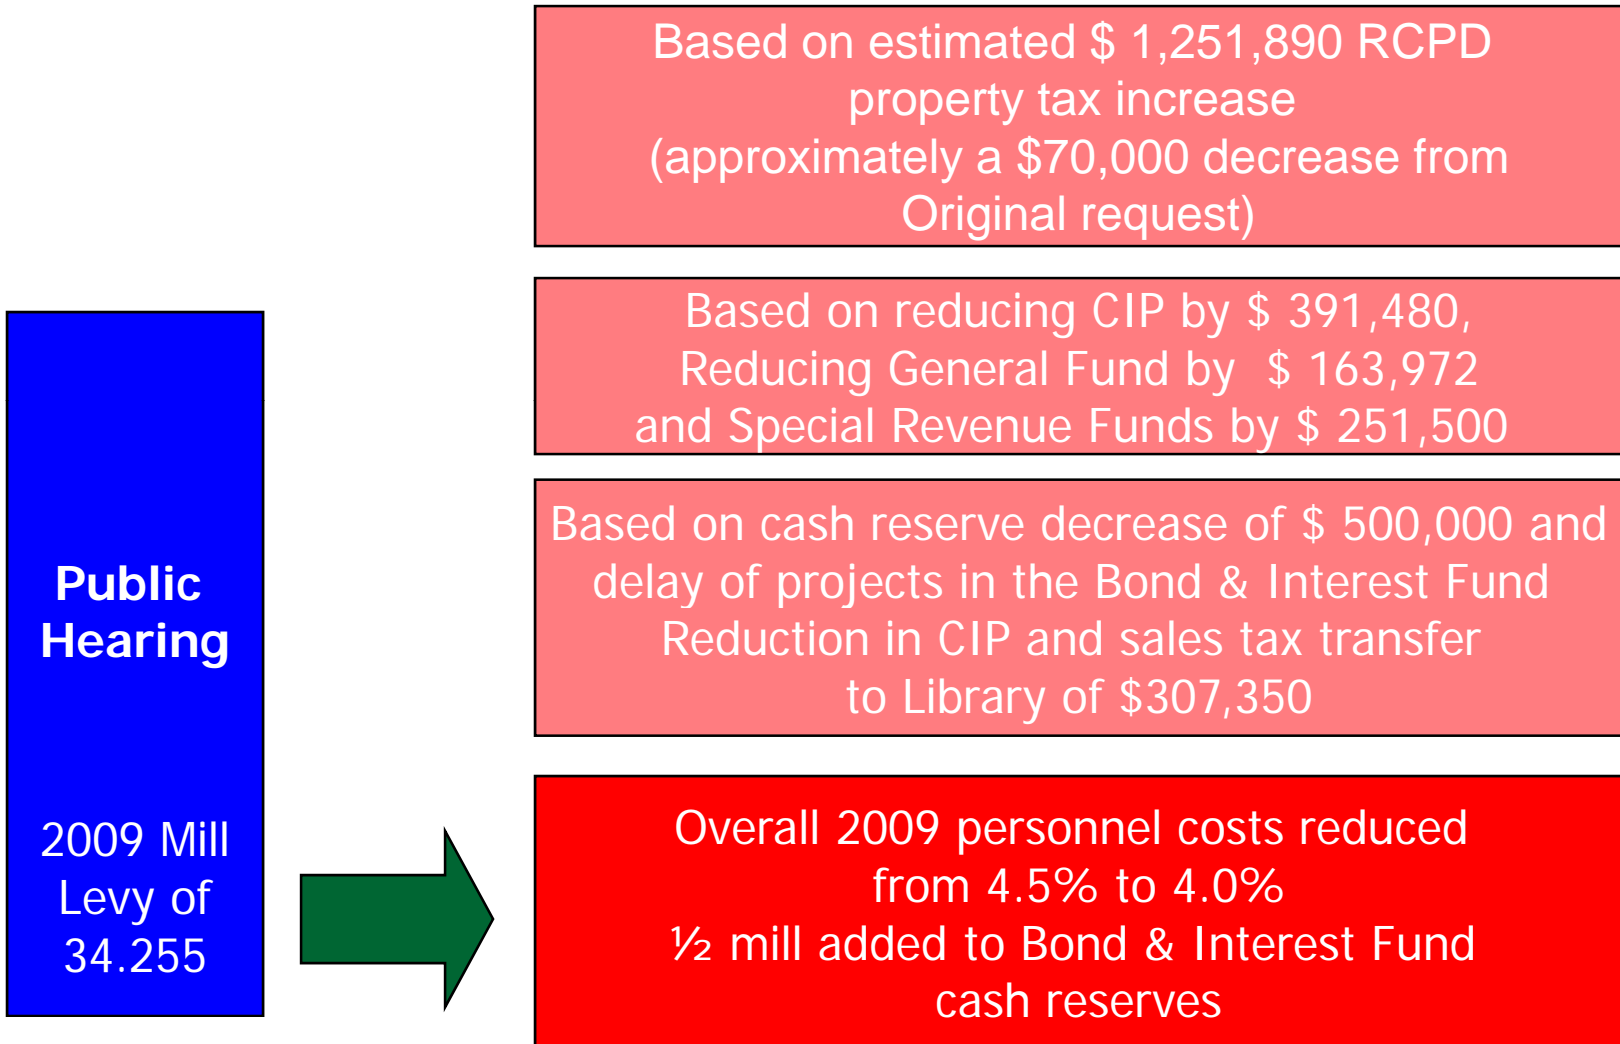 Based on estimated $ 1,251,890 RCPD
property tax increase
(approximately a $70,000 decrease from
Original request)
Based on reducing CIP by $ 391,480,
Reducing General Fund by $ 163,972
and Special Revenue Funds by $ 251,500
Based on cash reserve decrease of $ 500,000 and
delay of projects in the Bond & Interest Fund
Reduction in CIP and sales tax transfer
to Library of $307,350
Public
Hearing
2009 Mill
Levy of
34.255
Overall 2009 personnel costs reduced
from 4.5% to 4.0%
½ mill added to Bond & Interest Fund
cash reserves